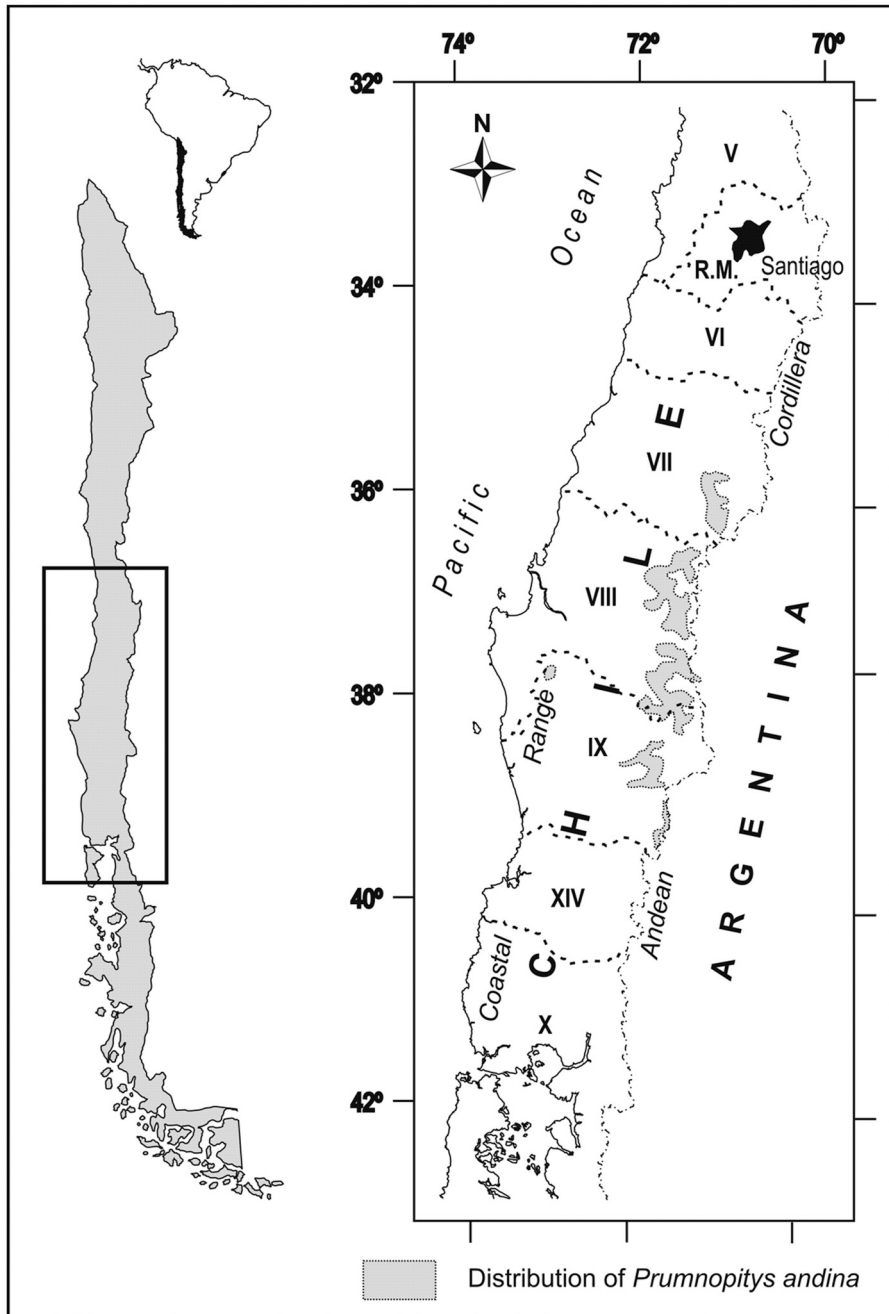 74º 72º 70º
32º
N
V
Ocean
R.M. Santiago
34º
VI
Cordillera
E
VII
36º
Pacific
L
VIII
ARGENTINA
38º
I
Range
IX
H
40º
XIV
Andean
Coastal
C
X
42º
Distribution of Prumnopitys andina